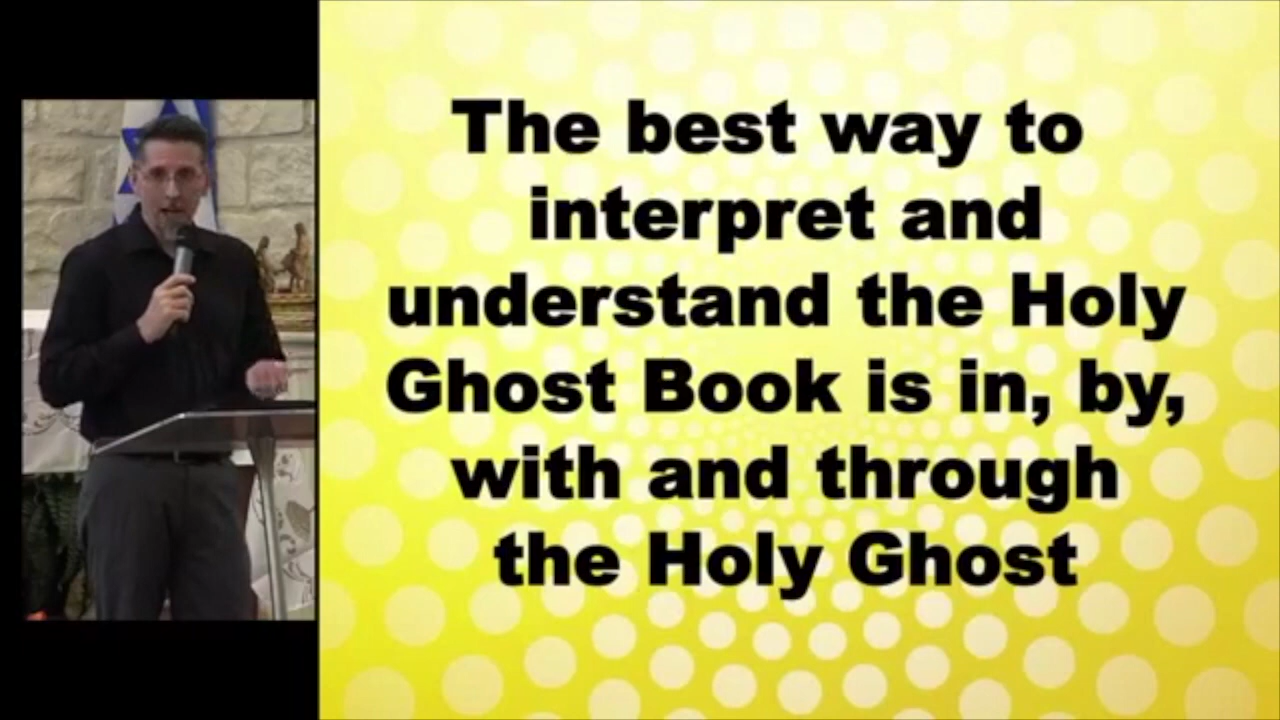 The best way to
interpret and
understand the Holy
Ghost Book is in, by,
with and through
the Holy Ghost